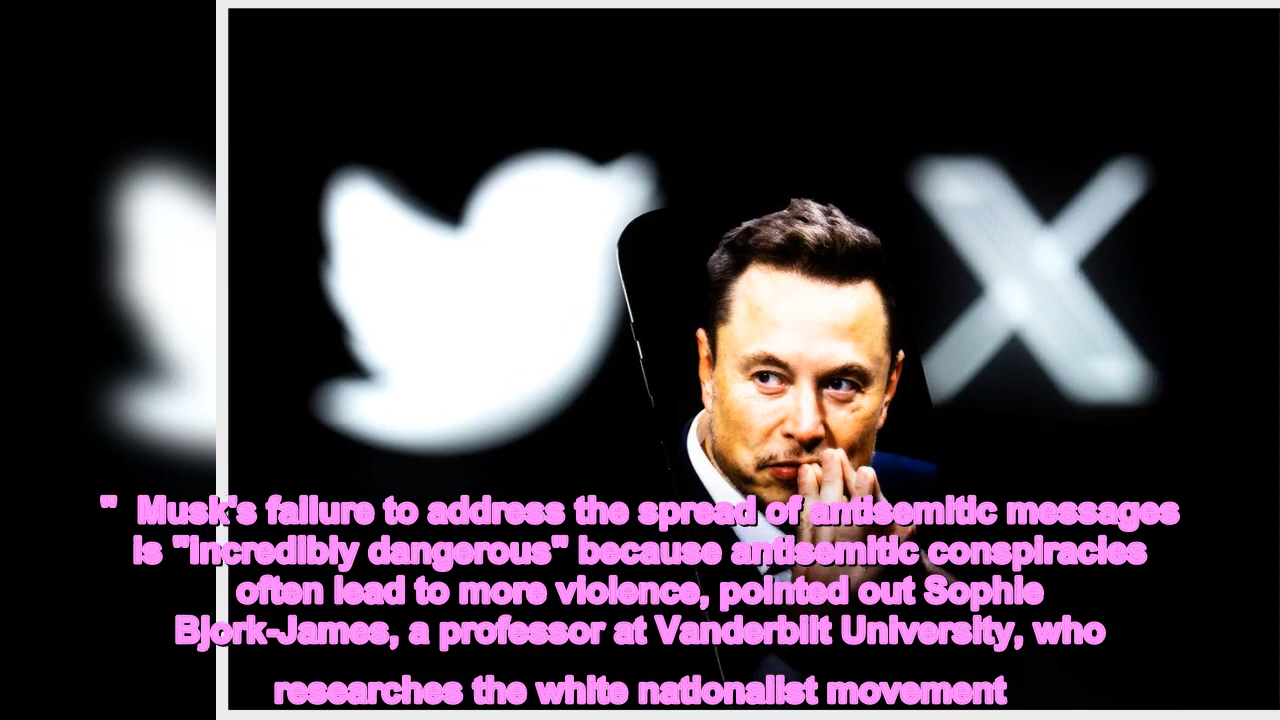 "  Musk's failure to address the spread of antisemitic messages
is "incredibly dangerous" because antisemitic conspiracies
often lead to more violence, pointed out Sophie
Bjork-James, a professor at Vanderbilt University, who
researches the white nationalist movement
X